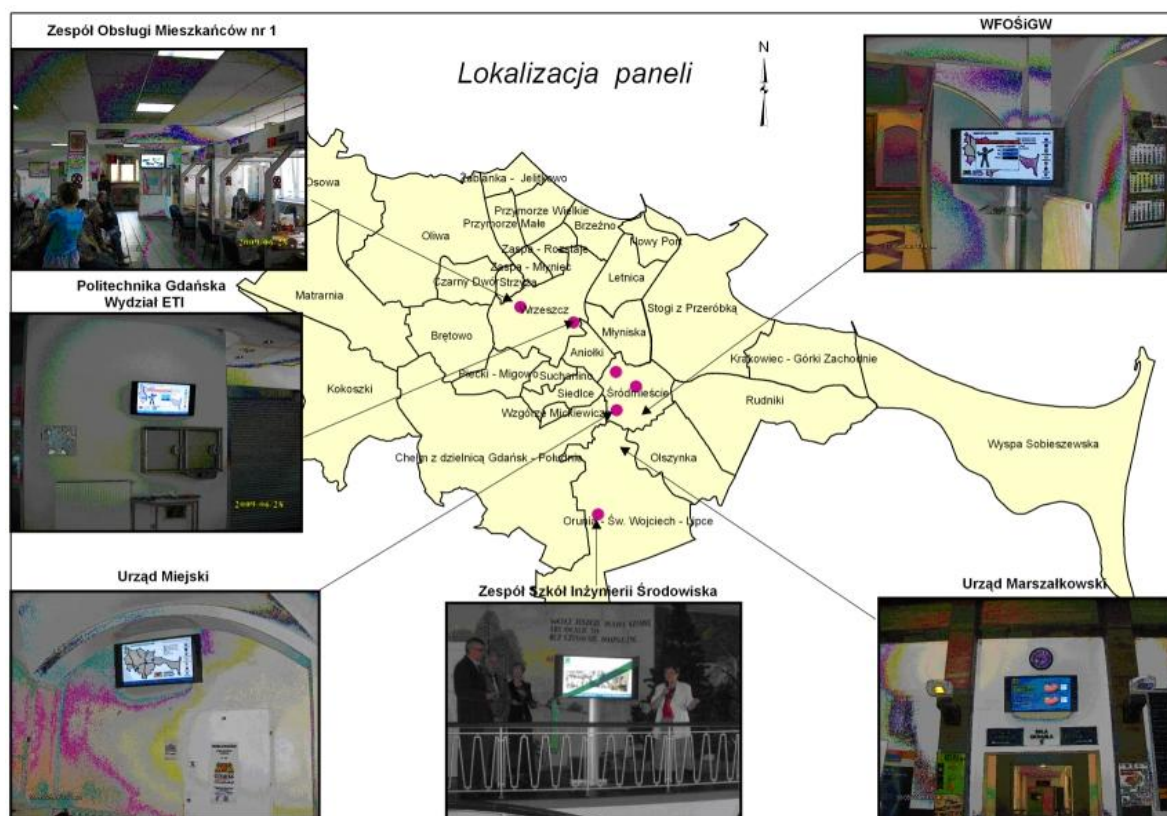 Zespół Obsługi Mieszkańców nr 1
WFOŚiGW
Lokalizacja paneli
N
2009/06/28
Politechnika Gdańska
Wydział ETI
2009/06/28
Osowa
Żabianka - Jelitkowo
Przymorze Wielkie
Przymorze Małe
Brzeźno
Oliwa
Zaspa - Rozstaje
Nowy Port
Zaspa - Młyniec
Czarny Dwór
Strzyża
Letnica
Matrarnia
Wrzeszcz
Stogi z Przeróbką
Brętowo
Młyniska
Aniołki
Krakowiec - Górki Zachodnie
Kokoszki
Piecki - Migowo
Suchanino
Siedlce
Śródmieście
Rudniki
Wzgórze Mickiewicza
Wyspa Sobieszewska
Chełm z dzielnicą Gdańsk - Południe
Olszynka
Orunia - Św. Wojciech - Lipce
Urząd Miejski
Zespół Szkół Inżynierii Środowiska
Urząd Marszałkowski